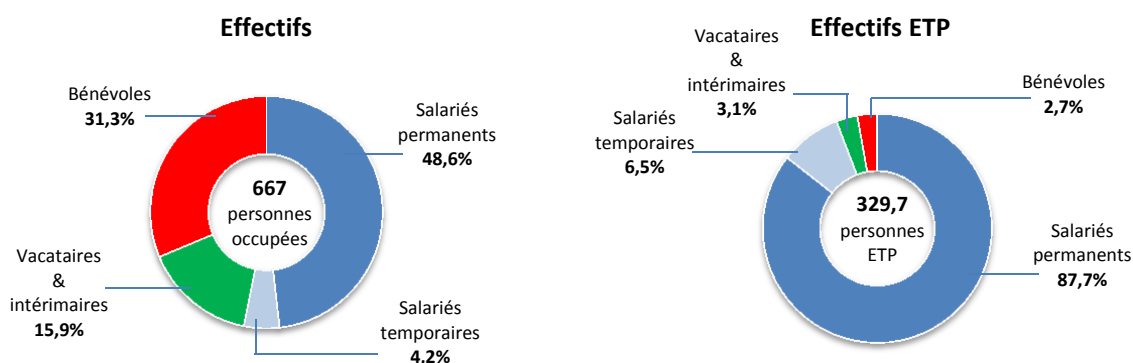 Effectifs
Bénévoles
31,3%
Salariés
permanents
48,6%
667
personnes
occupées
Vacataires
&
intérimaires
15,9%
Salariés
temporaires
4,2%
Effectifs ETP
Vacataires
&
intérimaires
3,1%
Bénévoles
2,7%
Salariés
temporaires
6,5%
329,7
personnes
ETP
Salariés
permanents
87,7%